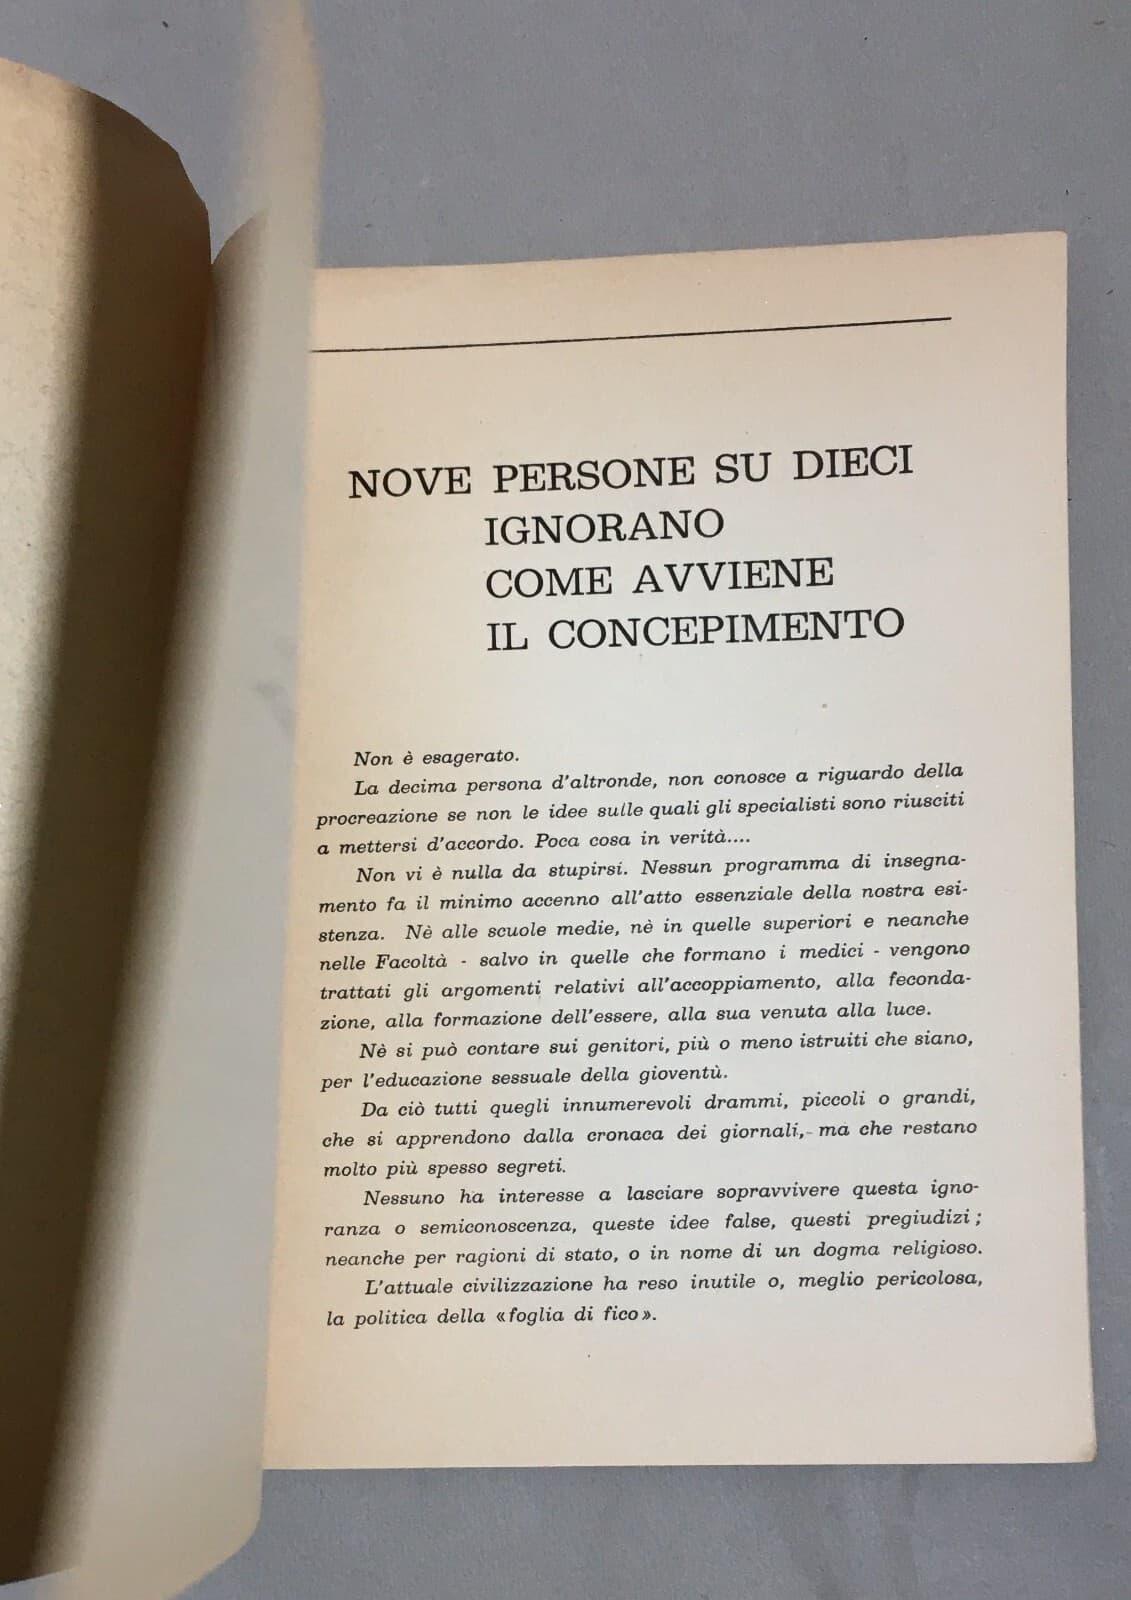 NOVE PERSONE SU DIECI
IGNORANO
COME AVVIENE
IL CONCEPIMENTO
Non è esagerato.
La decima persona d'altronde, non conosce a riguardo della
procreazione se non le idee sulle quali gli specialisti sono riusciti
a mettersi d'accordo. Poca cosa in verità....
Non vi è nulla da stupirsi. Nessun programma di insegna-
mento fa il minimo accenno all'atto essenziale della nostra esi-
stenza. Nè alle scuole medie, nè in quelle superiori e neanche
nelle Facoltà - salvo in quelle che formano i medici - vengono
trattati gli argomenti relativi all'accoppiamento, alla feconda-
zione, alla formazione dell'essere, alla sua venuta alla luce.
Nè si può contare sui genitori, più o meno istruiti che siano,
per l'educazione sessuale della gioventù.
Da ciò tutti quegli innumerevoli drammi, piccoli o grandi,
che si apprendono dalla cronaca dei giornali, ma che restano
molto più spesso segreti.
Nessuno ha interesse a lasciare sopravvivere questa igno-
ranza o semiconoscenza, queste idee false, questi pregiudizi ;
neanche per ragioni di stato, o in nome di un dogma religioso.
L'attuale civilizzazione ha reso inutile o, meglio pericolosa,
la politica della «foglia di fico».